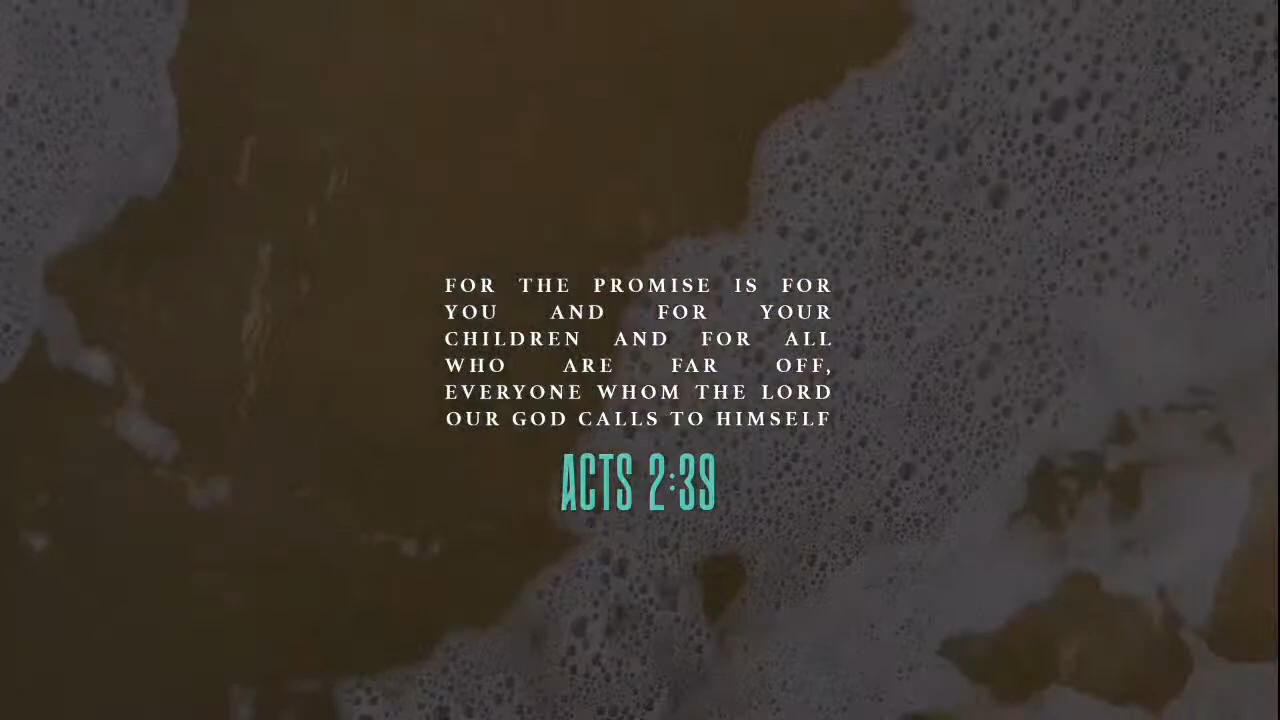 FOR THE PROMISE IS FOR
YOU AND FOR YOUR
CHILDREN AND FOR ALL
WHO ARE FAR OFF,
EVERYONE WHOM THE LORD
OUR GOD CALLS TO HIMSELF
ACTS 2:39